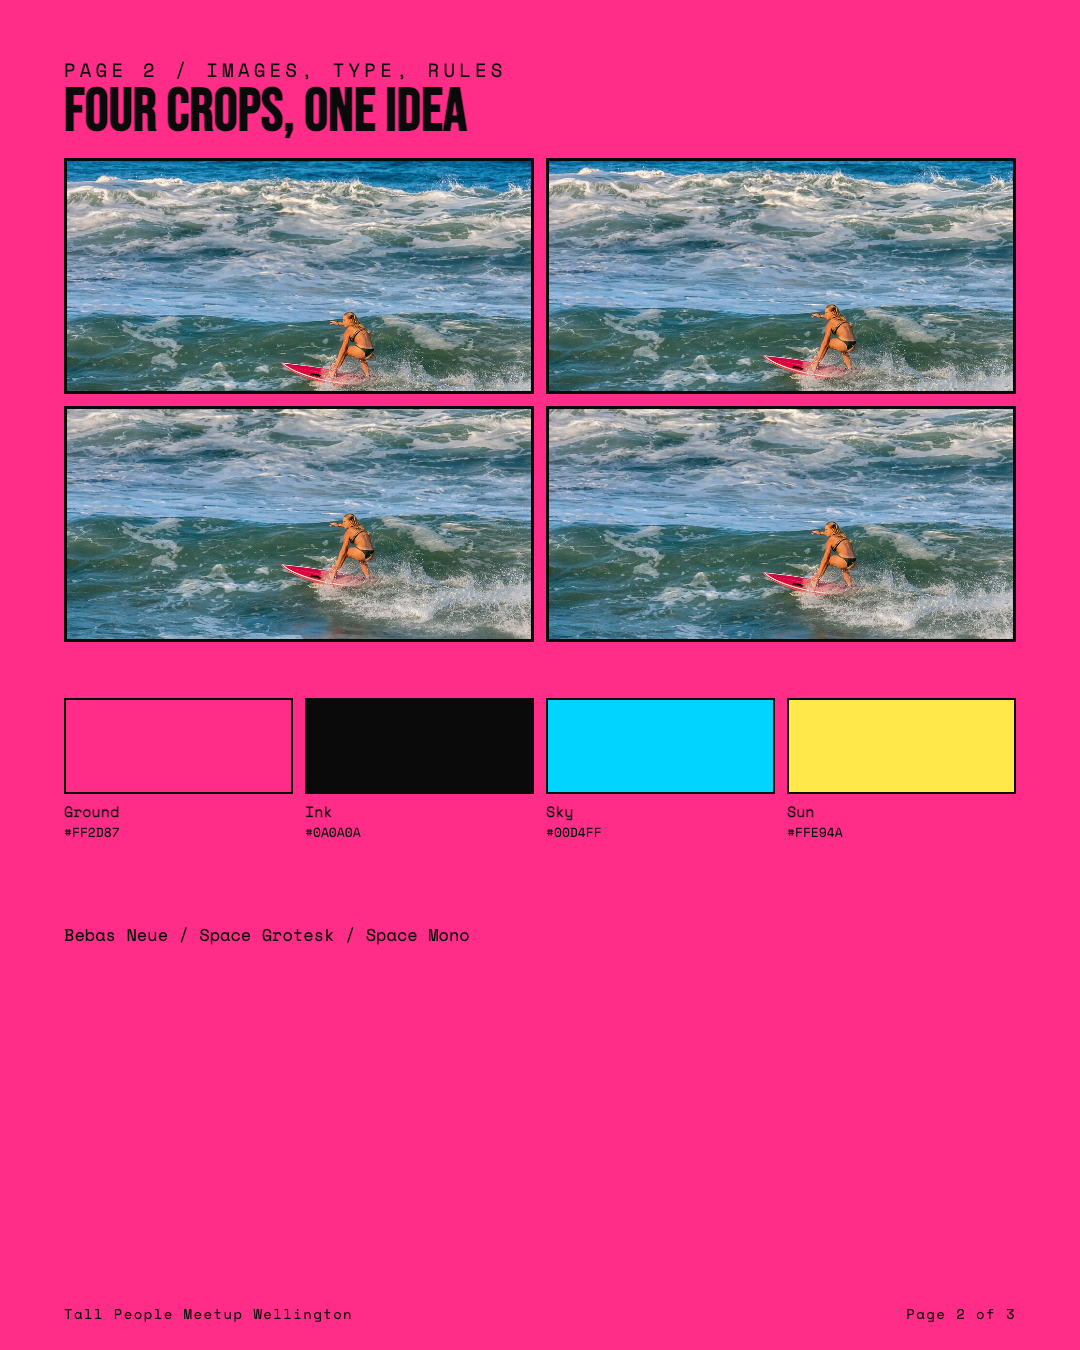 PAGE 2 / IMAGES, TYPE, RULES
FOUR CROPS, ONE IDEA
Ground
#FF2D87
Ink
#0A0A0A
Sky
#00D4FF
Sun
#FFE94A
Bebas Neue / Space Grotesk / Space Mono
Tall People Meetup Wellington
Page 2 of 3